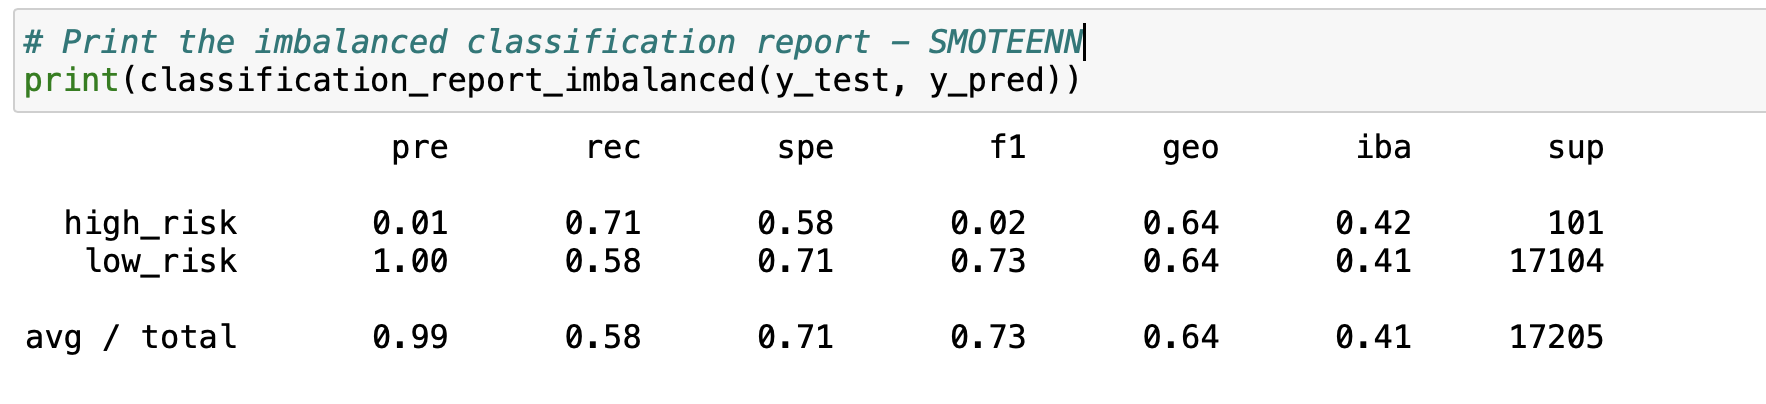 # Print the imbalanced classification report – SMOTEENN
print(classification_report_imbalanced(y_test, y_pred))
pre rec spe f1 geo iba sup
high_risk 0.01 0.71 0.58 0.02 0.64 0.42 101
low_risk 1.00 0.58 0.71 0.73 0.64 0.41 17104
avg / total 0.99 0.58 0.71 0.73 0.64 0.41 17205